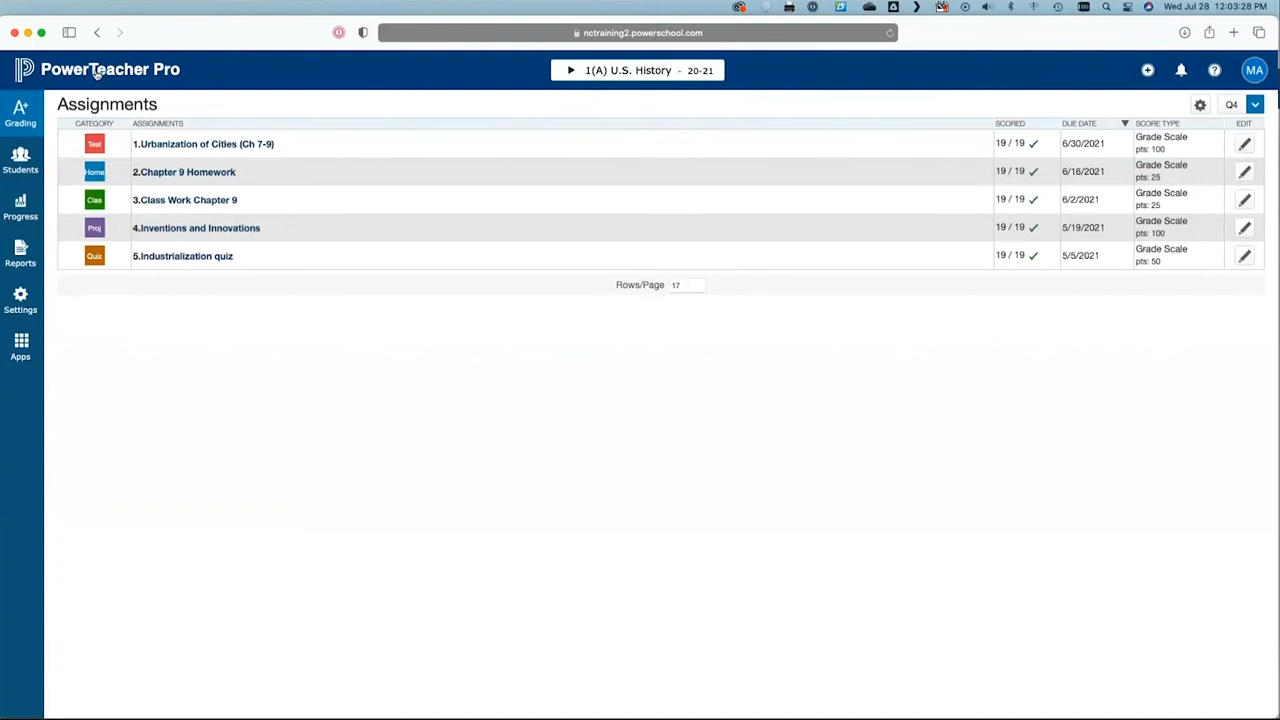 Wed Jul 28 12:03:28 PM
nctraining2.powerschool.com
PowerTeacher Pro
1(A) U.S. History - 20-21
MA
Grading
Students
Progress
Reports
Settings
Apps
Assignments
Q4
CATEGORY ASSIGNMENTS SCORED DUE DATE SCORE TYPE EDIT
Test 1.Urbanization of Cities (Ch 7-9) 19 / 19 6/30/2021 Grade Scale
pts: 100
Home 2.Chapter 9 Homework 19 / 19 6/16/2021 Grade Scale
pts: 25
Clas 3.Class Work Chapter 9 19 / 19 6/2/2021 Grade Scale
pts: 25
Proj 4.Inventions and Innovations 19 / 19 5/19/2021 Grade Scale
pts: 100
Quiz 5.Industrialization quiz 19 / 19 5/5/2021 Grade Scale
pts: 50
Rows/Page 17